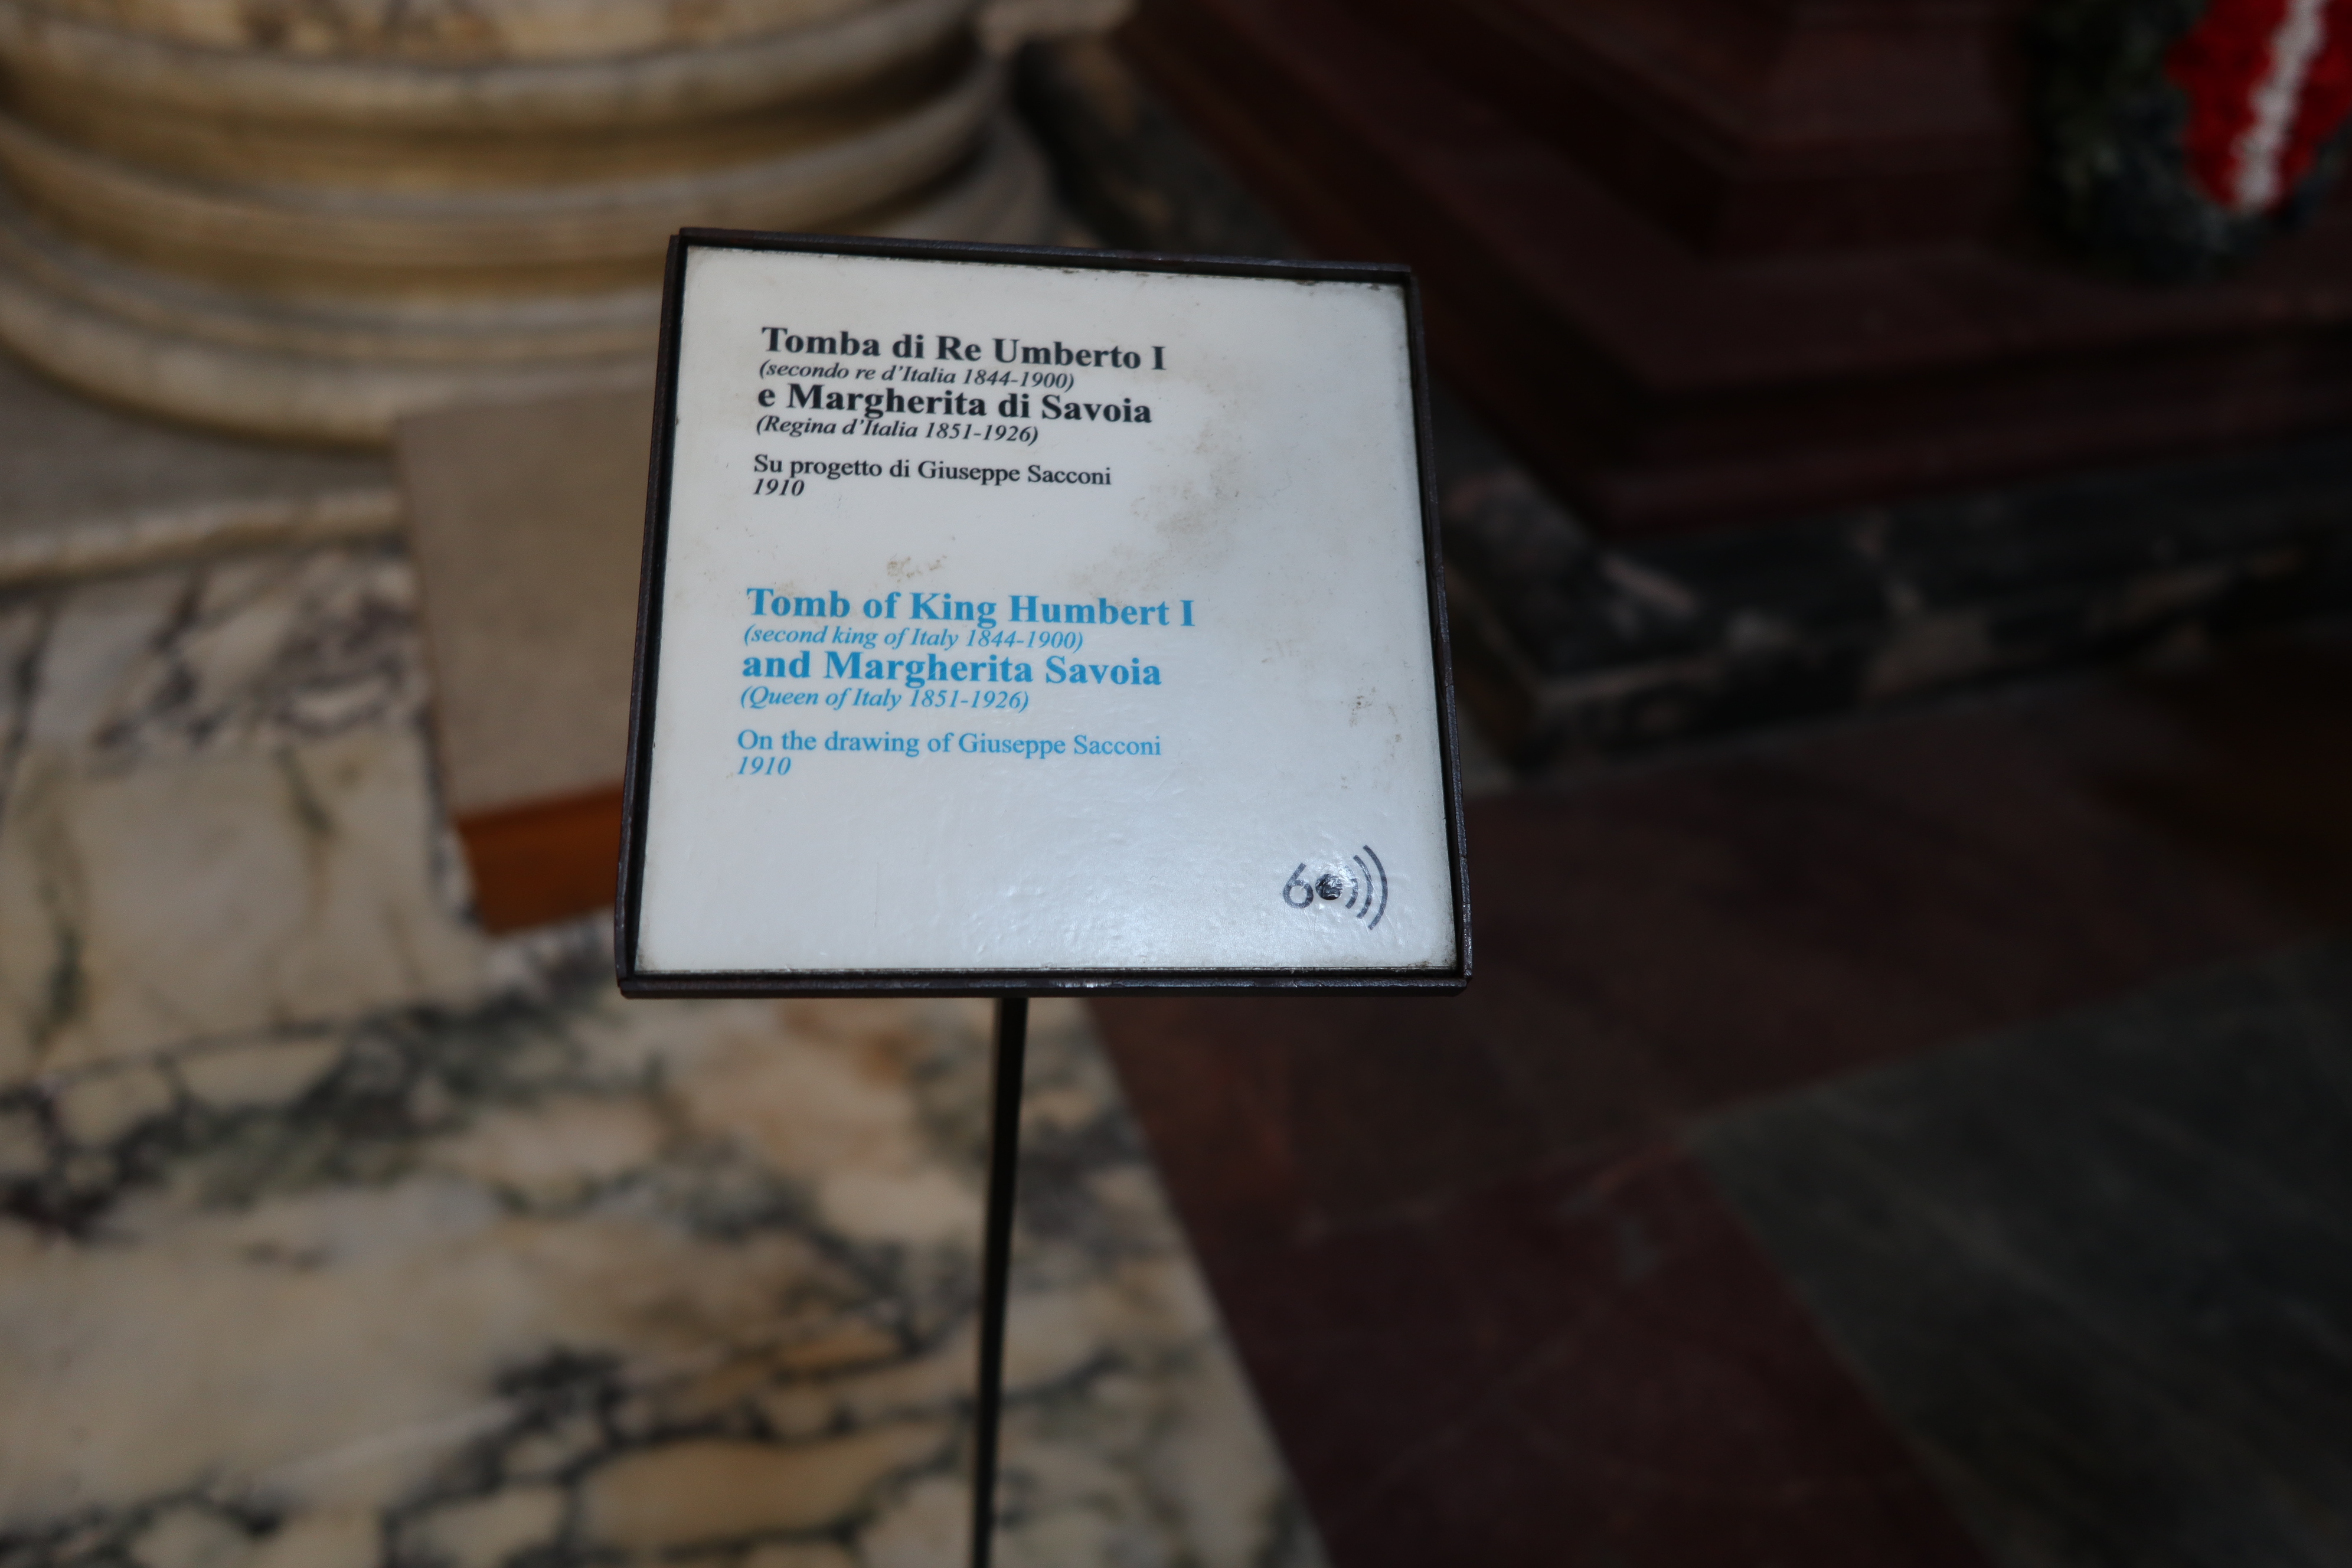 Tomba di Re Umberto I
(secondo re d'Italia 1844-1900)
e Margherita di Savoia
(Regina d'Italia 1851-1926)
Su progetto di Giuseppe Sacconi
1910
Tomb of King Humbert I
(second king of Italy 1844-1900)
and Margherita Savoia
(Queen of Italy 1851-1926)
On the drawing of Giuseppe Sacconi
1910
6